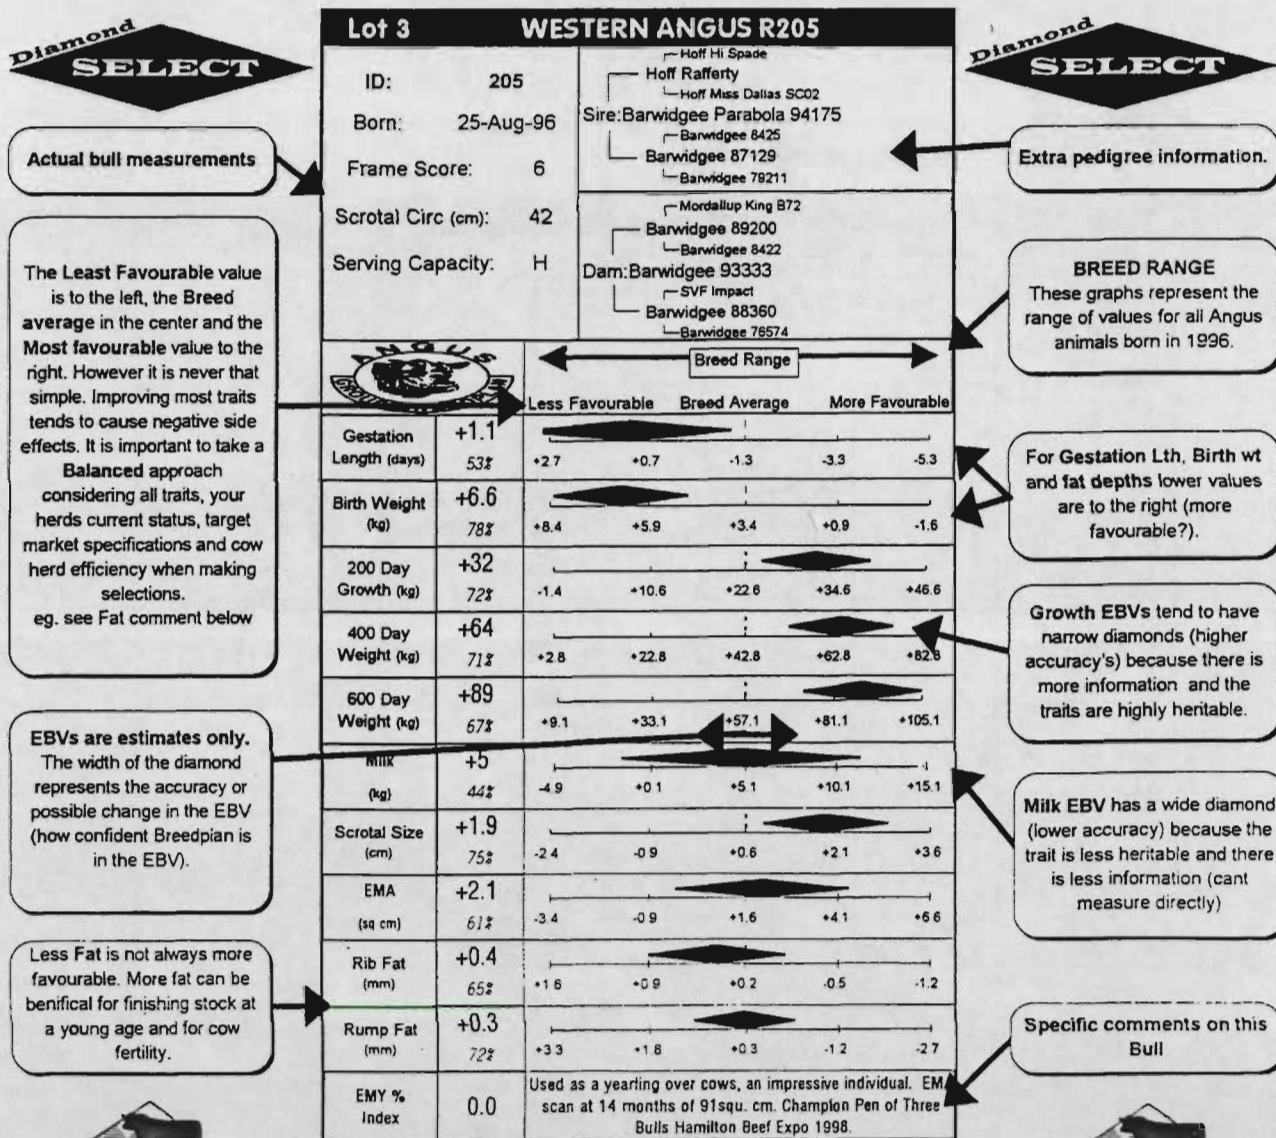 Diamond
SELECT
Diamond
SELECT
Lot 3 WESTERN ANGUS R205
ID: 205
Born: 25-Aug-96
Frame Score: 6
Scrotal Circ (cm): 42
Serving Capacity: H
Hoff Hi Spade
Hoff Rafferty
Hoff Miss Dallas SC02
Sire:Barwidgee Parabola 94175
Barwidgee 8425
Barwidgee 87129
Barwidgee 79211
Mordallup King B72
Barwidgee 89200
Barwidgee 8422
Dam:Barwidgee 93333
SVF Impact
Barwidgee 88360
Barwidgee 76574
Actual bull measurements
The Least Favourable value
is to the left, the Breed
average in the center and the
Most favourable value to the
right. However it is never that
simple. Improving most traits
tends to cause negative side
effects. It is important to take a
Balanced approach
considering all traits, your
herds current status, target
market specifications and cow
herd efficiency when making
selections.
eg. see Fat comment below
EBVs are estimates only.
The width of the diamond
represents the accuracy or
possible change in the EBV
(how confident Breedpian is
in the EBV).
Less Fat is not always more
favourable. More fat can be
benifical for finishing stock at
a young age and for cow
fertility.
ANGUS
Breed Range
Less Favourable Breed Average More Favourable
Gestation +1.1
Length (days) 53% +2.7 +0.7 -1.3 -3.3 -5.3
Birth Weight +6.6
(kg) 78% +8.4 +5.9 +3.4 +0.9 -1.6
200 Day +32
Growth (kg) 72% -1.4 +10.6 +22.6 +34.6 +46.6
400 Day +64
Weight (kg) 71% +2.8 +22.8 +42.8 +62.8 +82.8
600 Day +89
Weight (kg) 67% +9.1 +33.1 +57.1 +81.1 +105.1
Milk +5
(kg) 44% -4.9 +0.1 +5.1 +10.1 +15.1
Scrotal Size +1.9
(cm) 75% -2.4 -0.9 +0.6 +2.1 +3.6
EMA +2.1
(sq cm) 61% -3.4 -0.9 +1.6 +4.1 +6.6
Rib Fat +0.4
(mm) 65% +1.6 +0.9 +0.2 -0.5 -1.2
Rump Fat +0.3
(mm) 72% +3.3 +1.8 +0.3 -1.2 -2.7
EMY %
Index 0.0
Used as a yearling over cows, an impressive individual. EM
scan at 14 months of 91squ. cm. Champion Pen of Three
Bulls Hamilton Beef Expo 1998.
Extra pedigree information.
BREED RANGE
These graphs represent the
range of values for all Angus
animals born in 1996.
For Gestation Lth, Birth wt
and fat depths lower values
are to the right (more
favourable?).
Growth EBVs tend to have
narrow diamonds (higher
accuracy's) because there is
more information and the
traits are highly heritable.
Milk EBV has a wide diamond
(lower accuracy) because the
trait is less heritable and there
is less information (cant
measure directly)
Specific comments on this
Bull